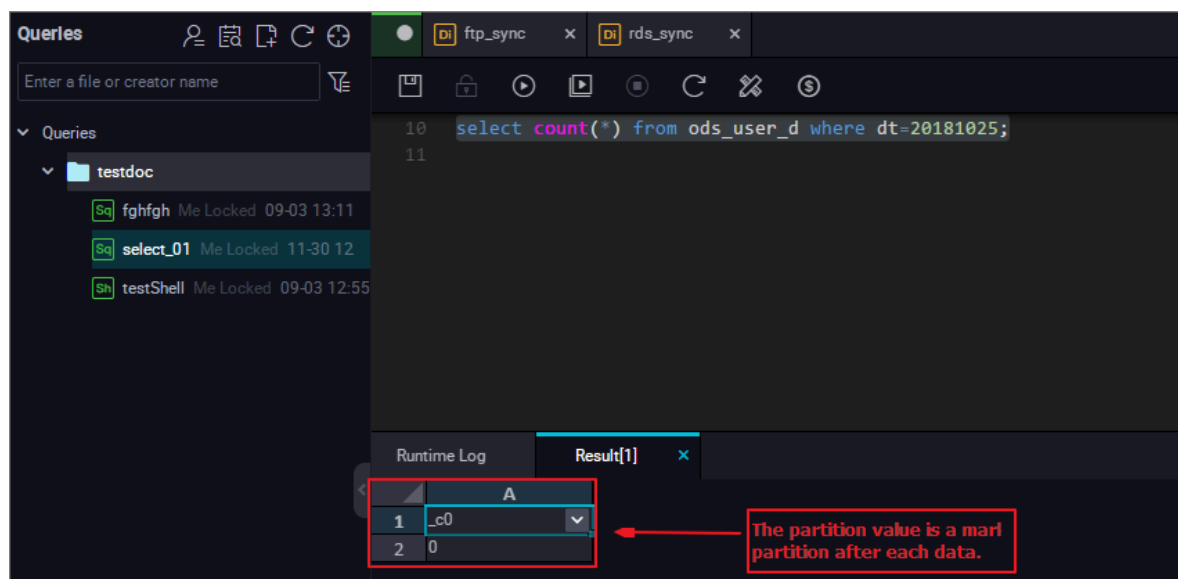 Queries
Enter a file or creator name
Queries
testdoc
Sq fghfgh Me Locked 09-03 13:11
Sq select_01 Me Locked 11-30 12
Sh testShell Me Locked 09-03 12:55
Di ftp_sync
Di rds_sync
10 select count(*) from ods_user_d where dt=20181025;
11
Runtime Log
Result[1]
A
1 _c0
2 0
The partition value is a marl
partition after each data.